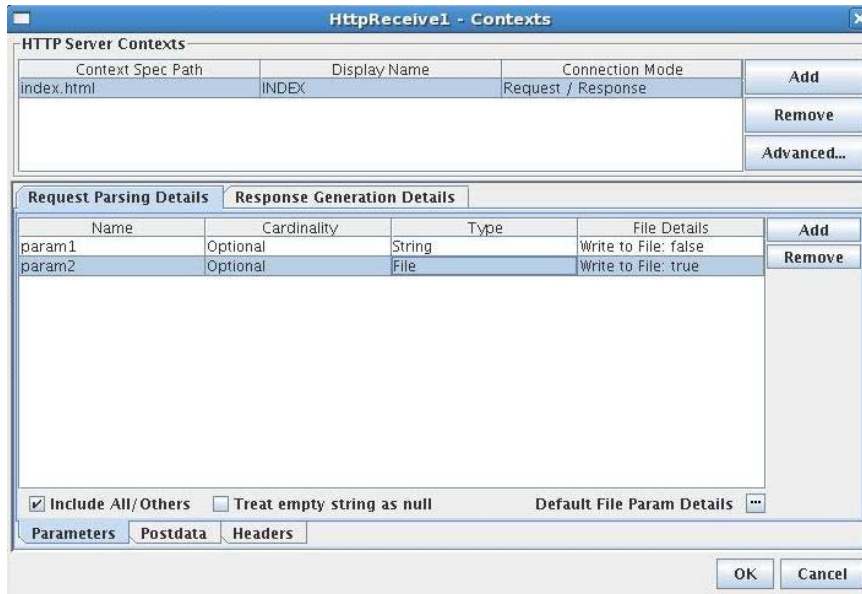 HttpReceive1 - Contexts
HTTP Server Contexts
Context Spec Path Display Name Connection Mode
index.html INDEX Request / Response
Add
Remove
Advanced...
Request Parsing Details Response Generation Details
Name Cardinality Type File Details
param1 Optional String Write to File: false
param2 Optional File Write to File: true
Add
Remove
Include All/Others Treat empty string as null Default File Param Details ...
Parameters Postdata Headers
OK Cancel